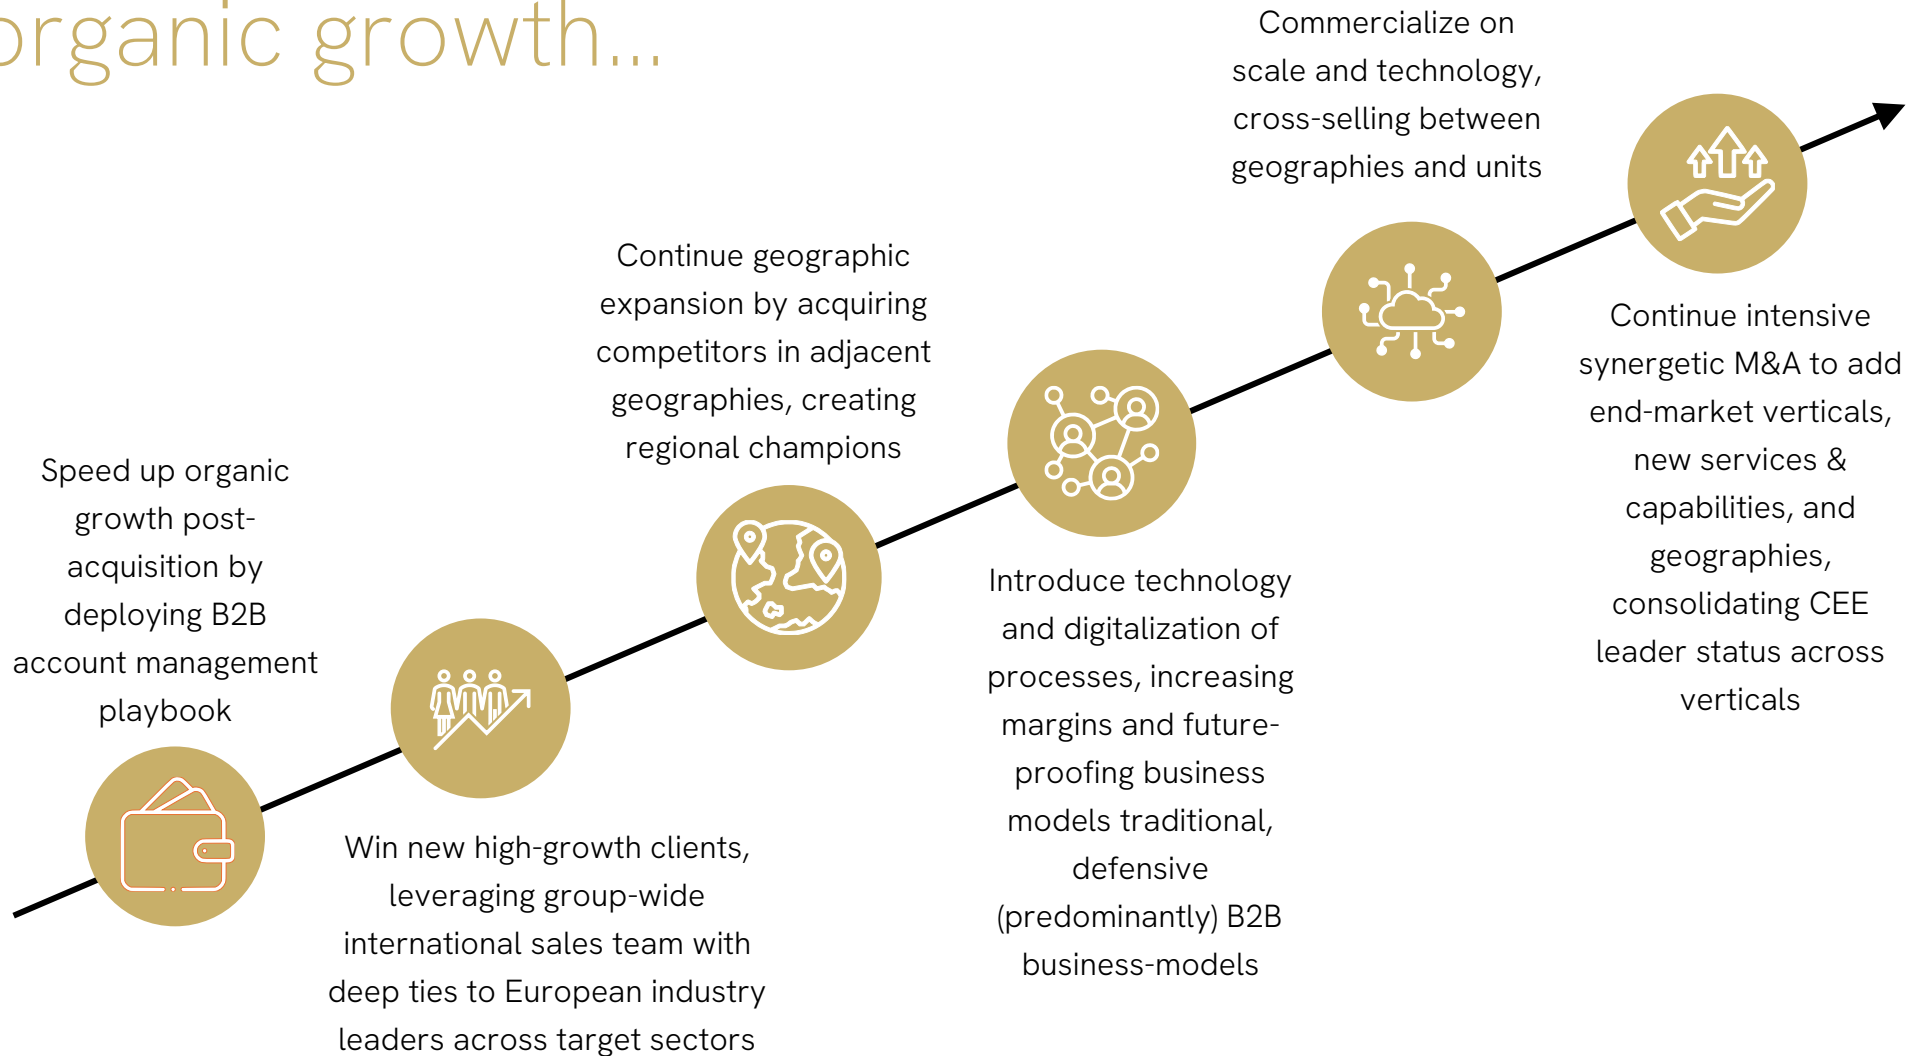 organic growth...
Speed up organic
growth post-
acquisition by
deploying B2B
account management
playbook
Win new high-growth clients,
leveraging group-wide
international sales team with
deep ties to European industry
leaders across target sectors
Continue geographic
expansion by acquiring
competitors in adjacent
geographies, creating
regional champions
Introduce technology
and digitalization of
processes, increasing
margins and future-
proofing business
models traditional,
defensive
(predominantly) B2B
business-models
Commercialize on
scale and technology,
cross-selling between
geographies and units
Continue intensive
synergetic M&A to add
end-market verticals,
new services &
capabilities, and
geographies,
consolidating CEE
leader status across
verticals